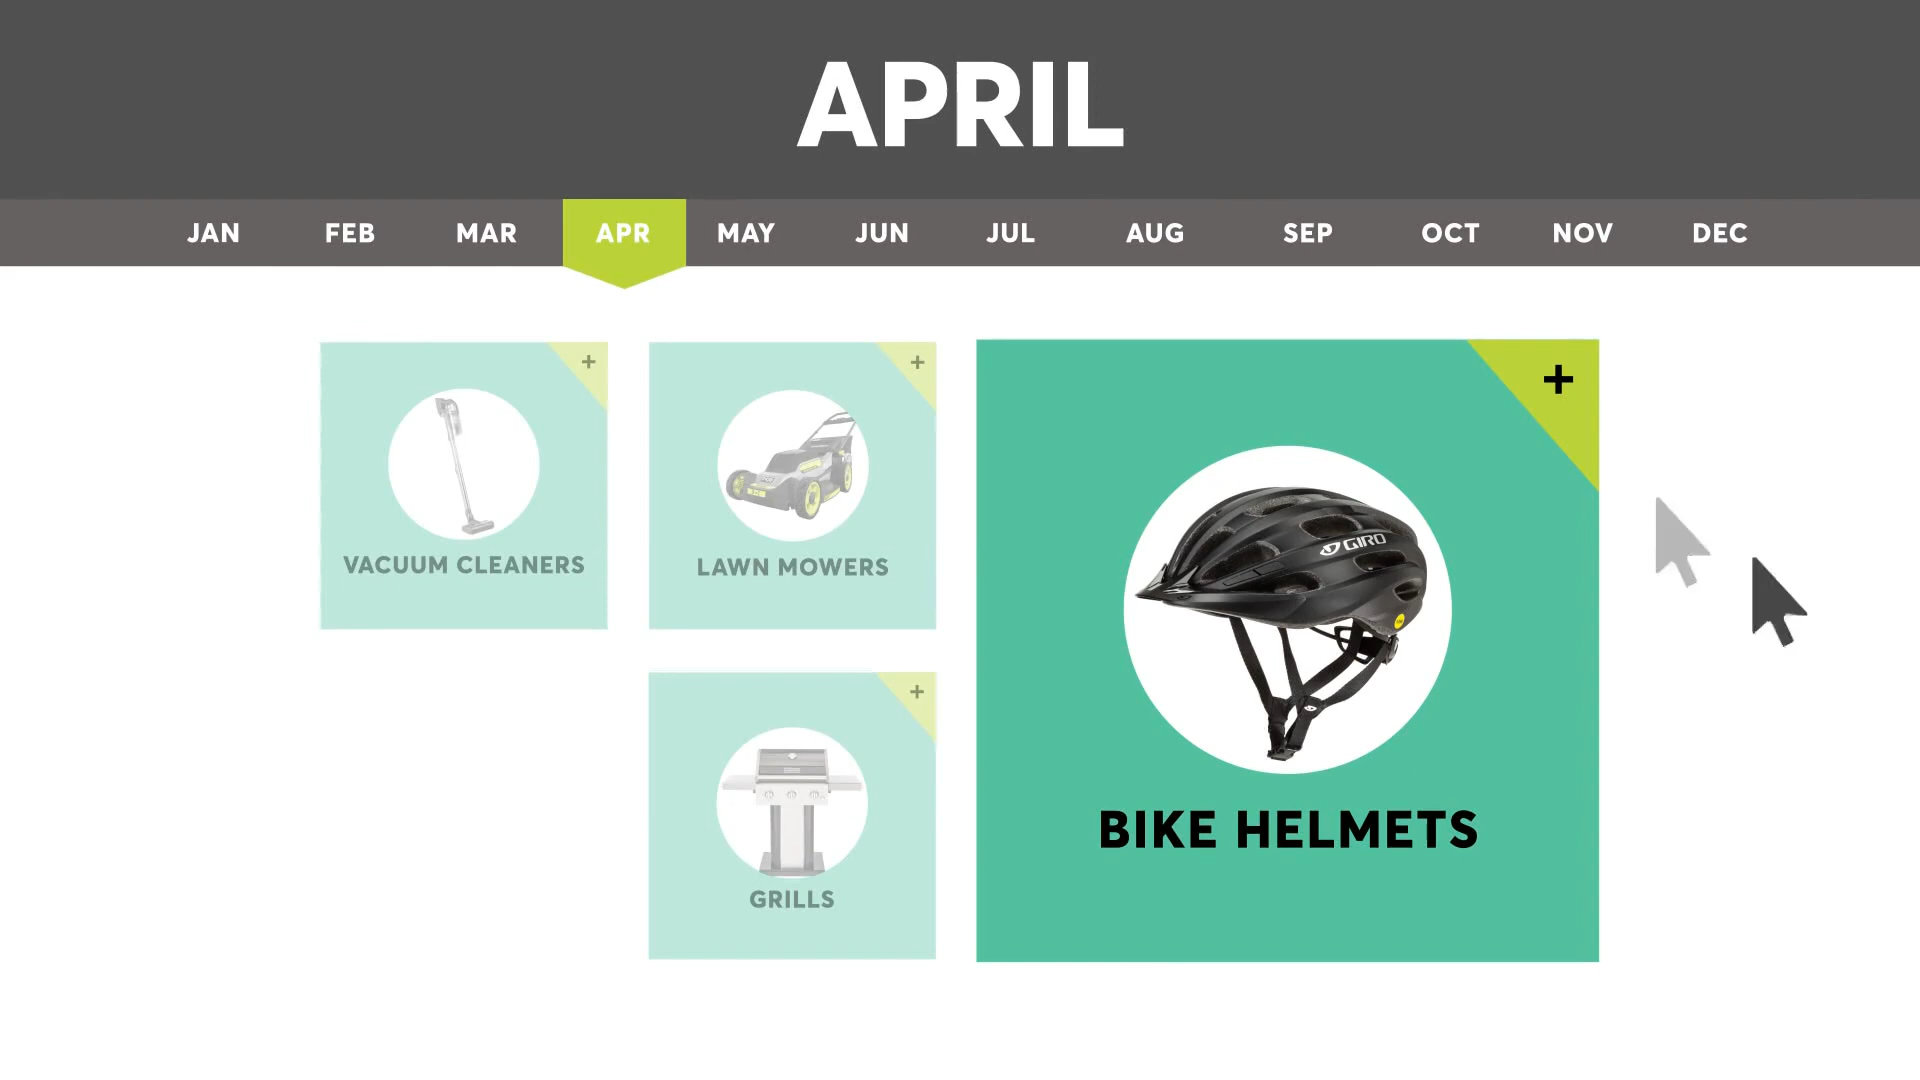 APRIL
JAN FEB MAR APR MAY JUN JUL AUG SEP OCT NOV DEC
+
+
+
VACUUM CLEANERS
LAWN MOWERS
GIRO
BIKE HELMETS
+
GRILLS